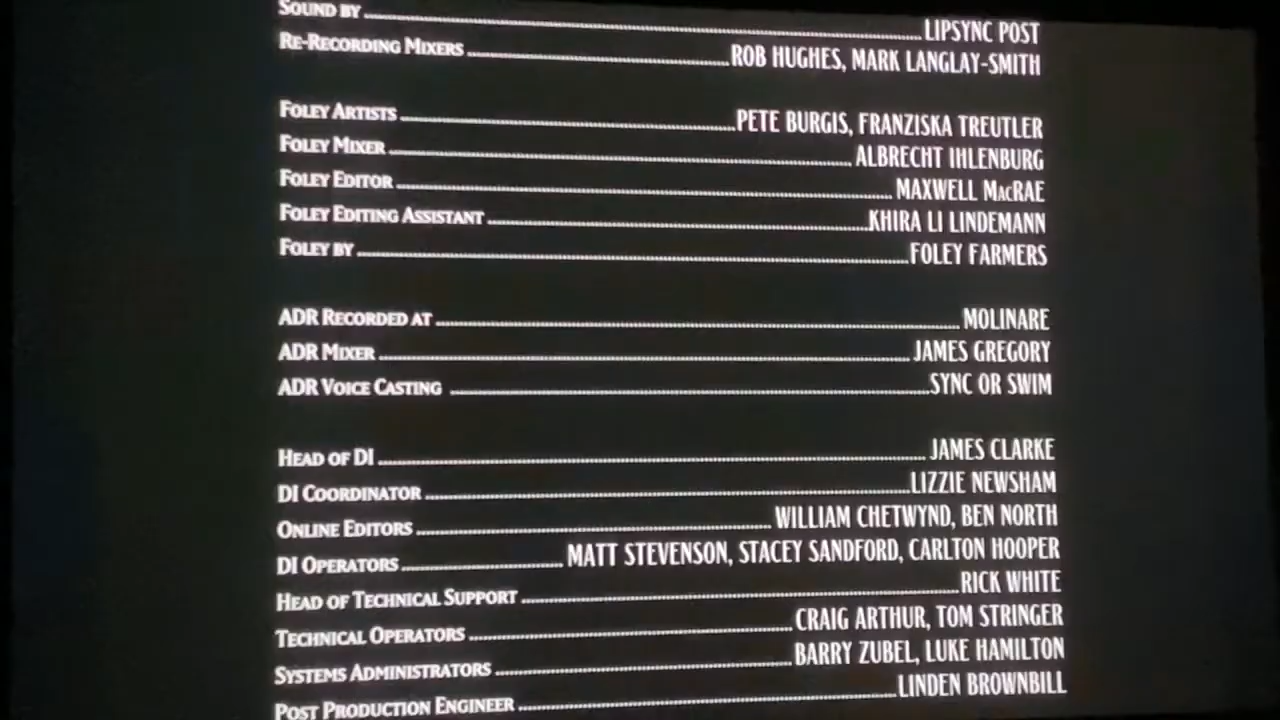 SOUND BY LIPSYNC POST
RE-RECORDING MIXERS ROB HUGHES, MARK LANGLAY-SMITH
FOLEY ARTISTS PETE BURGIS, FRANZISKA TREUTLER
FOLEY MIXER ALBRECHT IHLENBURG
FOLEY EDITOR MAXWELL MACRAE
FOLEY EDITING ASSISTANT KHIRA LI LINDEMANN
FOLEY BY FOLEY FARMERS
ADR RECORDED AT MOLINARE
ADR MIXER JAMES GREGORY
ADR VOICE CASTING SYNC OR SWIM
HEAD OF DI JAMES CLARKE
DI COORDINATOR LIZZIE NEWSHAM
ONLINE EDITORS WILLIAM CHETWYND, BEN NORTH
DI OPERATORS MATT STEVENSON, STACEY SANDFORD, CARLTON HOOPER
HEAD OF TECHNICAL SUPPORT RICK WHITE
TECHNICAL OPERATORS CRAIG ARTHUR, TOM STRINGER
SYSTEMS ADMINISTRATORS BARRY ZUBEL, LUKE HAMILTON
POST PRODUCTION ENGINEER LINDEN BROWNBILL